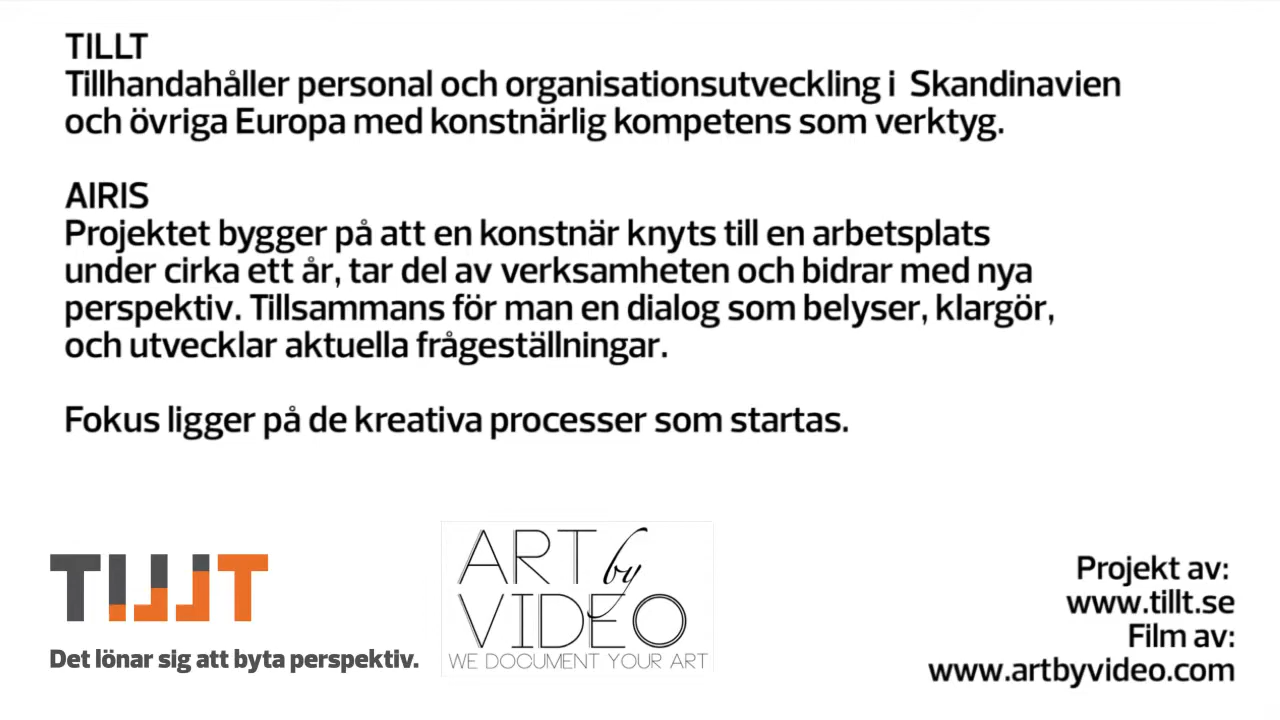 TILLT
Tillhandahåller personal och organisationsutveckling i  Skandinavien
och övriga Europa med konstnärlig kompetens som verktyg.
AIRIS
Projektet bygger på att en konstnär knyts till en arbetsplats
under cirka ett år, tar del av verksamheten och bidrar med nya
perspektiv. Tillsammans för man en dialog som belyser, klargör,
och utvecklar aktuella frågeställningar.
Fokus ligger på de kreativa processer som startas.
TILLT
Det lönar sig att byta perspektiv.
ART by
VIDEO
WE DOCUMENT YOUR ART
Projekt av:
www.tillt.se
Film av:
www.artbyvideo.com